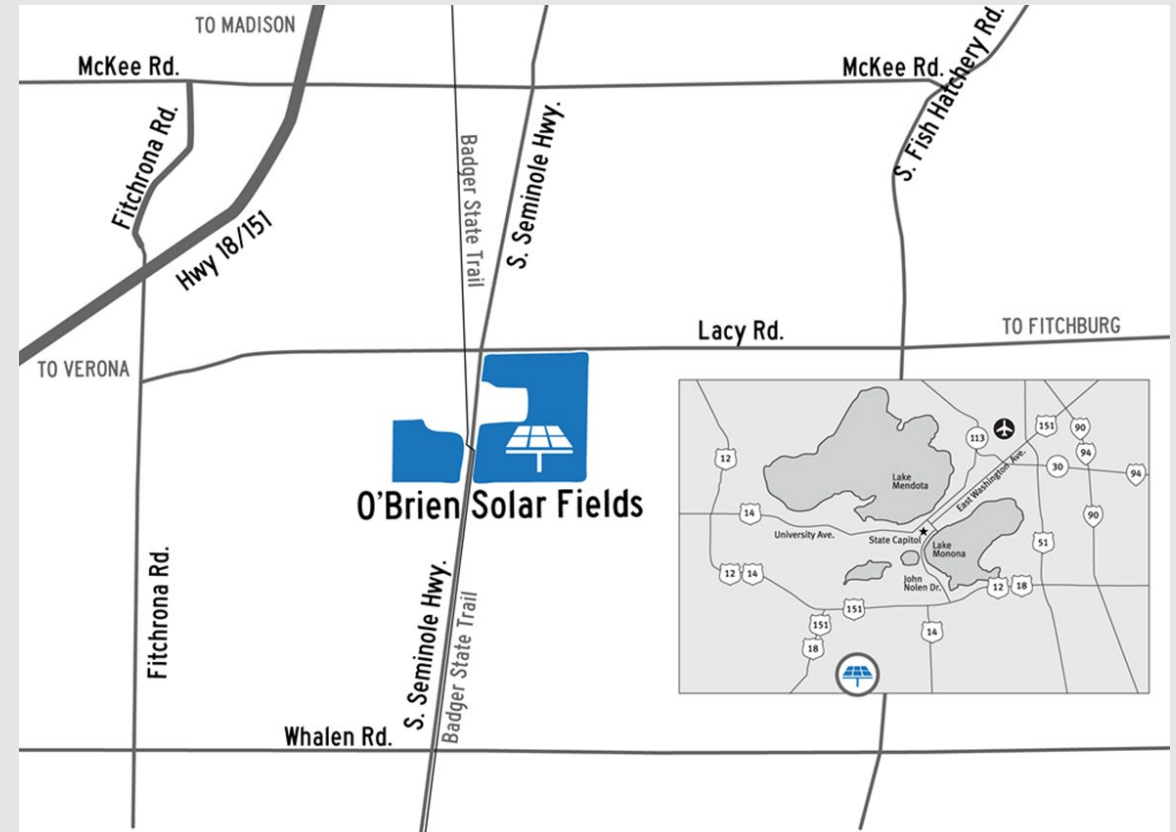 TO MADISON
McKee Rd.
McKee Rd.
S. Fish Hatchery Rd.
Fitchrona Rd.
Badger State Trail
S. Seminole Hwy.
Hwy 18/151
Lacy Rd.
TO FITCHBURG
TO VERONA
O'Brien Solar Fields
Fitchrona Rd.
S. Seminole Hwy.
Badger State Trail
Whalen Rd.
12
113
151
90
94
30
94
Lake
Mendota
East Washington Ave.
14
90
University Ave.
State Capitol
Lake
Monona
51
12
14
John
Nolen Dr.
12
18
151
151
14
18